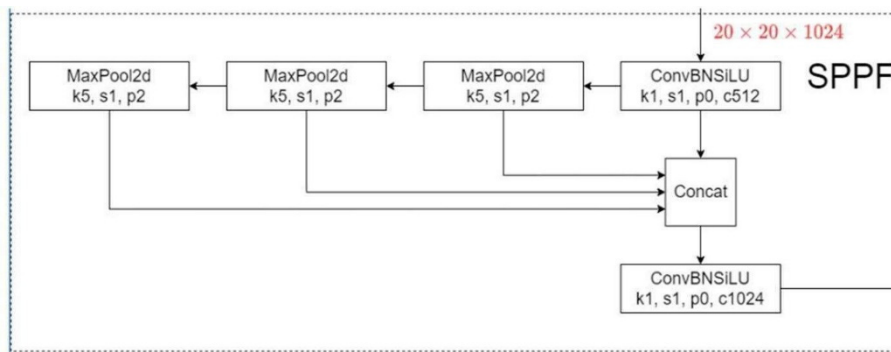 20 × 20 × 1024
SPPF
MaxPool2d
k5, s1, p2
MaxPool2d
k5, s1, p2
MaxPool2d
k5, s1, p2
ConvBNSiLU
k1, s1, p0, c512
Concat
ConvBNSiLU
k1, s1, p0, c1024